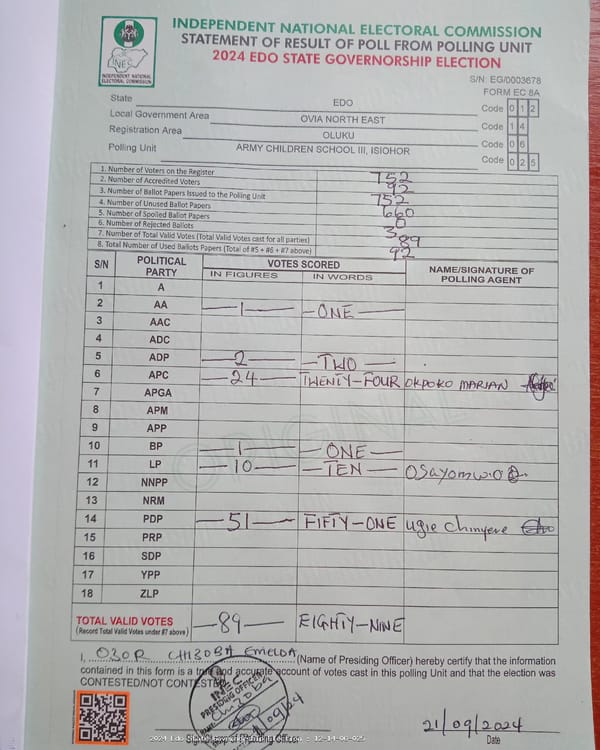 INDEPENDENT NATIONAL ELECTORAL COMMISSION
STATEMENT OF RESULT OF POLL FROM POLLING UNIT
2024 EDO STATE GOVERNORSHIP ELECTION
INEC
INDEPENDENT NATIONAL ELECTORAL COMMISSION
S/N: EG/0003678
FORM EC 8A
State EDO Code 0 1 2
Local Government Area OVIA NORTH EAST Code 1 4
Registration Area OLUKU Code 0 6
Polling Unit ARMY CHILDREN SCHOOL III, ISIOHOR Code 0 2 5
1. Number of Voters on the Register 752
2. Number of Accredited Voters 92
3. Number of Ballot Papers Issued to the Polling Unit 752
4. Number of Unused Ballot Papers 660
5. Number of Spoiled Ballot Papers 0
6. Number of Rejected Ballots 3
7. Number of Total Valid Votes (Total Valid Votes cast for all parties) 89
8. Total Number of Used Ballots Papers (Total of #5 + #6 + #7 above) 92
S/N POLITICAL PARTY VOTES SCORED NAME/SIGNATURE OF POLLING AGENT
IN FIGURES IN WORDS
1 A
2 AA 1 ONE
3 AAC
4 ADC
5 ADP 2 TWO
6 APC 24 TWENTY-FOUR OKPOKO MARIAN
7 APGA
8 APM
9 APP
10 BP 1 ONE
11 LP 10 TEN Osayomwo
12 NNPP
13 NRM
14 PDP 51 FIFTY-ONE ugie Chinyere
15 PRP
16 SDP
17 YPP
18 ZLP
ORIGINAL
TOTAL VALID VOTES 89 EIGHTY-NINE
(Record Total Valid Votes under #7 above)
I, OZOR CHIZOBA EMELDA (Name of Presiding Officer) hereby certify that the information
contained in this form is a true and accurate account of votes cast in this polling Unit and that the election was
CONTESTED/NOT CONTESTED
INEC
PRESIDING OFFICER
Chizoba
21/09/24
21/09/2024
Date